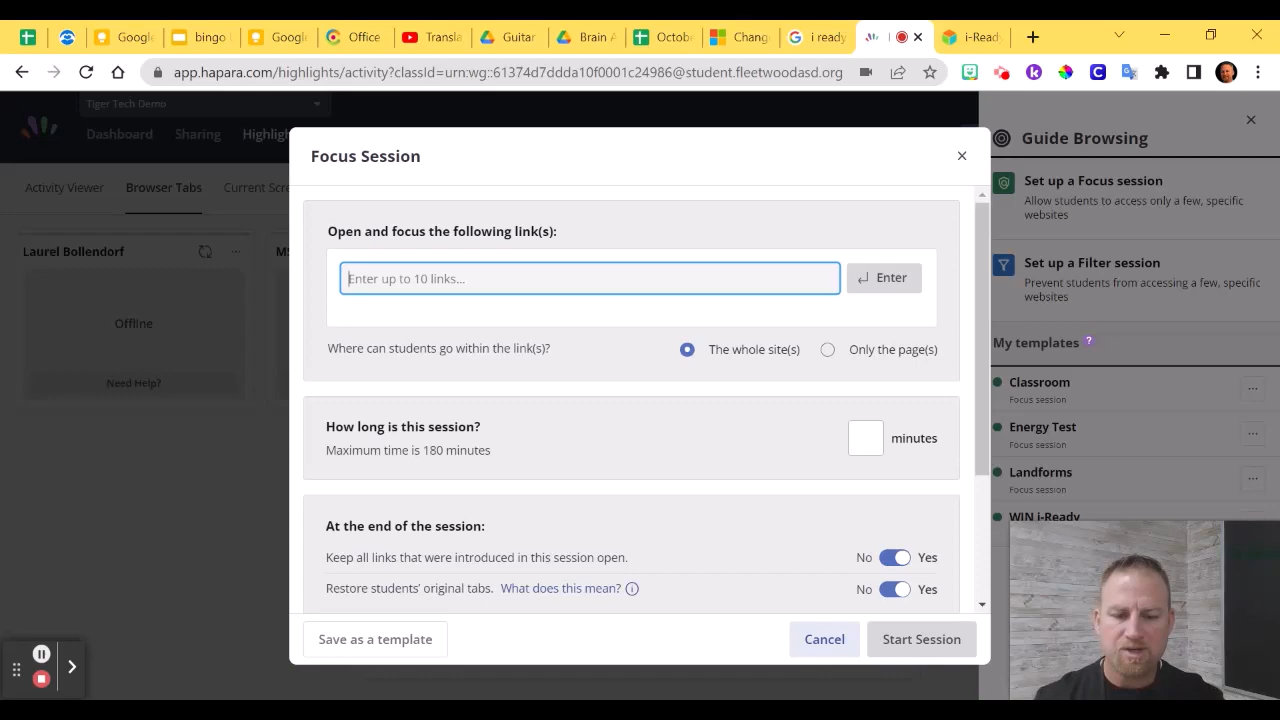 Google
bingo
Google
Office
Transla
Guitar
Brain A
Octobe
Chang
i ready
i-Ready
app.hapara.com/highlights/activity?classId=urn:wg::61374d7ddda10f0001c24986@student.fleetwoodasd.org
Tiger Tech Demo
Dashboard
Sharing
Highlig
Activity Viewer
Browser Tabs
Current Scre
Laurel Bollendorf
MS
Offline
Need Help?
Focus Session
Open and focus the following link(s):
Enter up to 10 links...
Enter
Where can students go within the link(s)?
The whole site(s)
Only the page(s)
How long is this session?
Maximum time is 180 minutes
minutes
At the end of the session:
Keep all links that were introduced in this session open.
No
Yes
Restore students' original tabs. What does this mean?
No
Yes
Save as a template
Cancel
Start Session
Guide Browsing
Set up a Focus session
Allow students to access only a few, specific
websites
Set up a Filter session
Prevent students from accessing a few, specific
websites
My templates ?
Classroom
Focus session
Energy Test
Focus session
Landforms
Focus session
WIN i-Ready